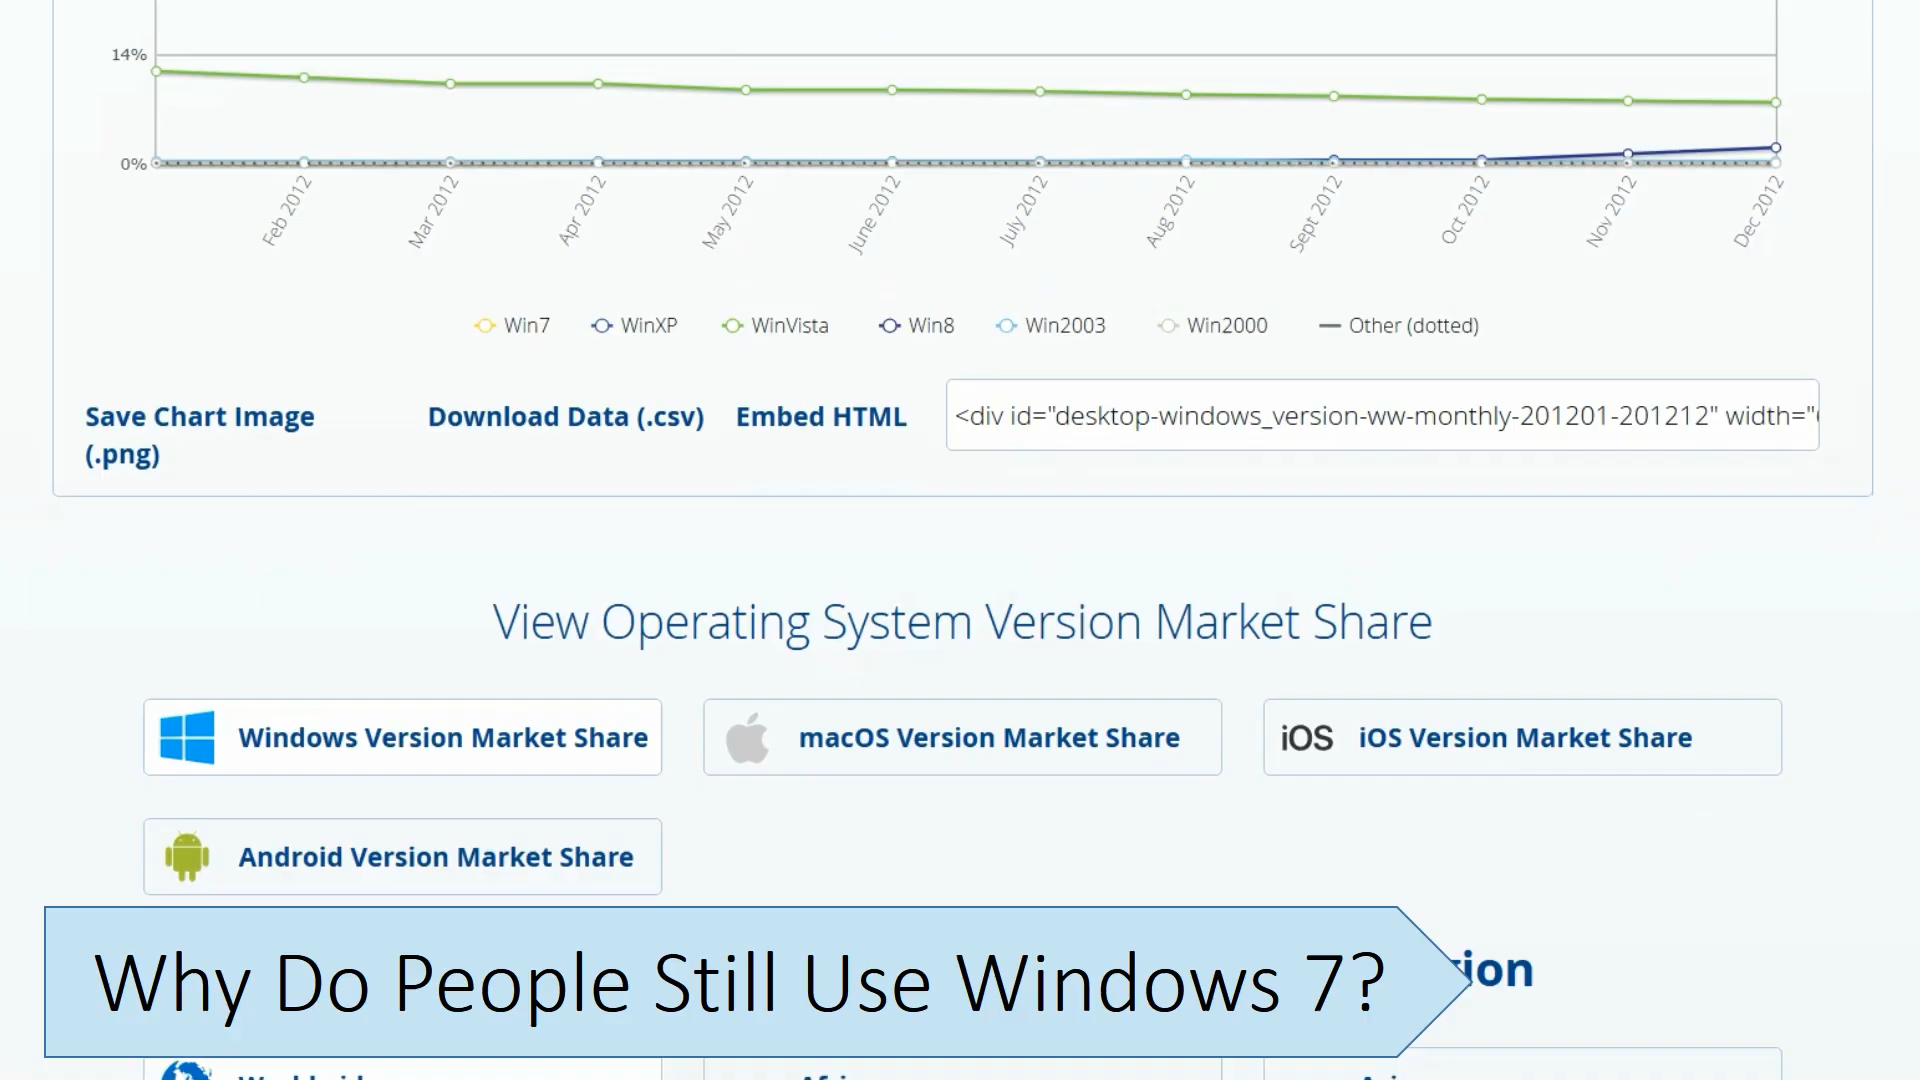 14%
0%
Feb 2012
Mar 2012
Apr 2012
May 2012
June 2012
July 2012
Aug 2012
Sept 2012
Oct 2012
Nov 2012
Dec 2012
Win7 WinXP WinVista Win8 Win2003 Win2000 Other (dotted)
Save Chart Image
(.png)
Download Data (.csv)
Embed HTML
<div id="desktop-windows_version-ww-monthly-201201-201212" width="
View Operating System Version Market Share
Windows Version Market Share
macOS Version Market Share
iOS iOS Version Market Share
Android Version Market Share
Why Do People Still Use Windows 7?